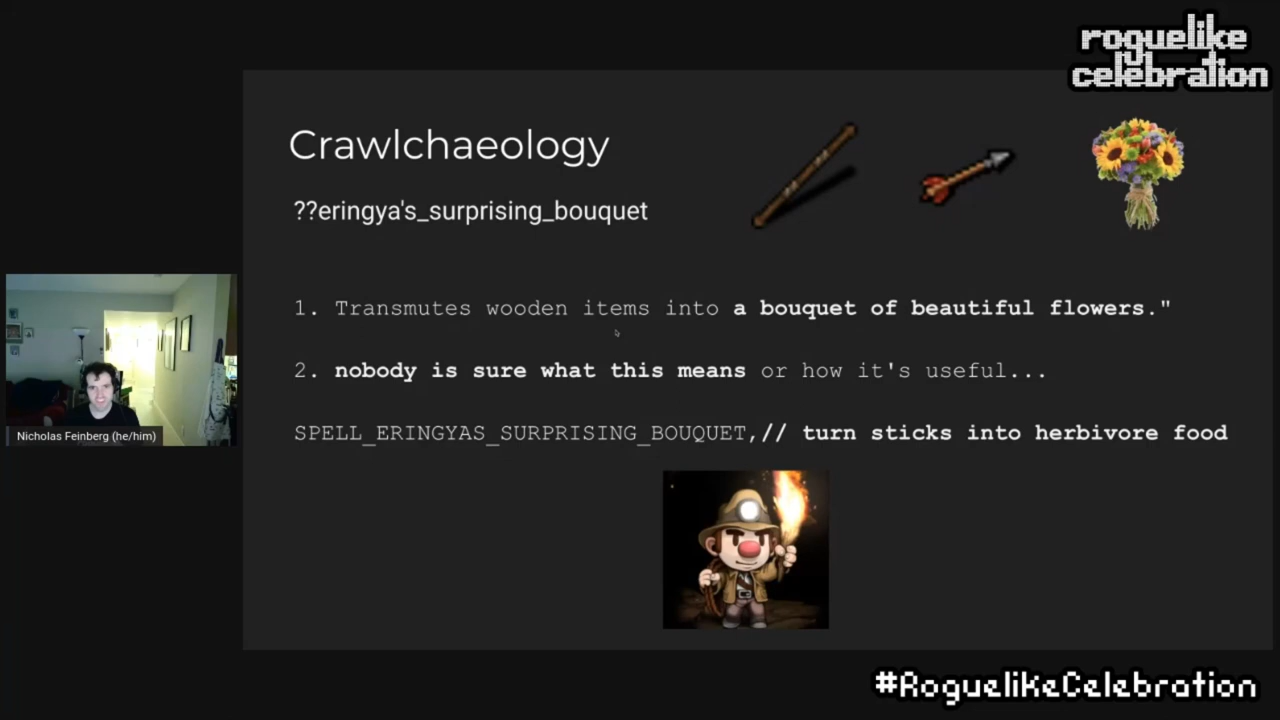 roguelike
celebration
Crawlchaeology
??eringya's_surprising_bouquet
1. Transmutes wooden items into a bouquet of beautiful flowers."
2. nobody is sure what this means or how it's useful...
Nicholas Feinberg (he/him)
SPELL_ERINGYAS_SURPRISING_BOUQUET,// turn sticks into herbivore food
#RoguelikeCelebration